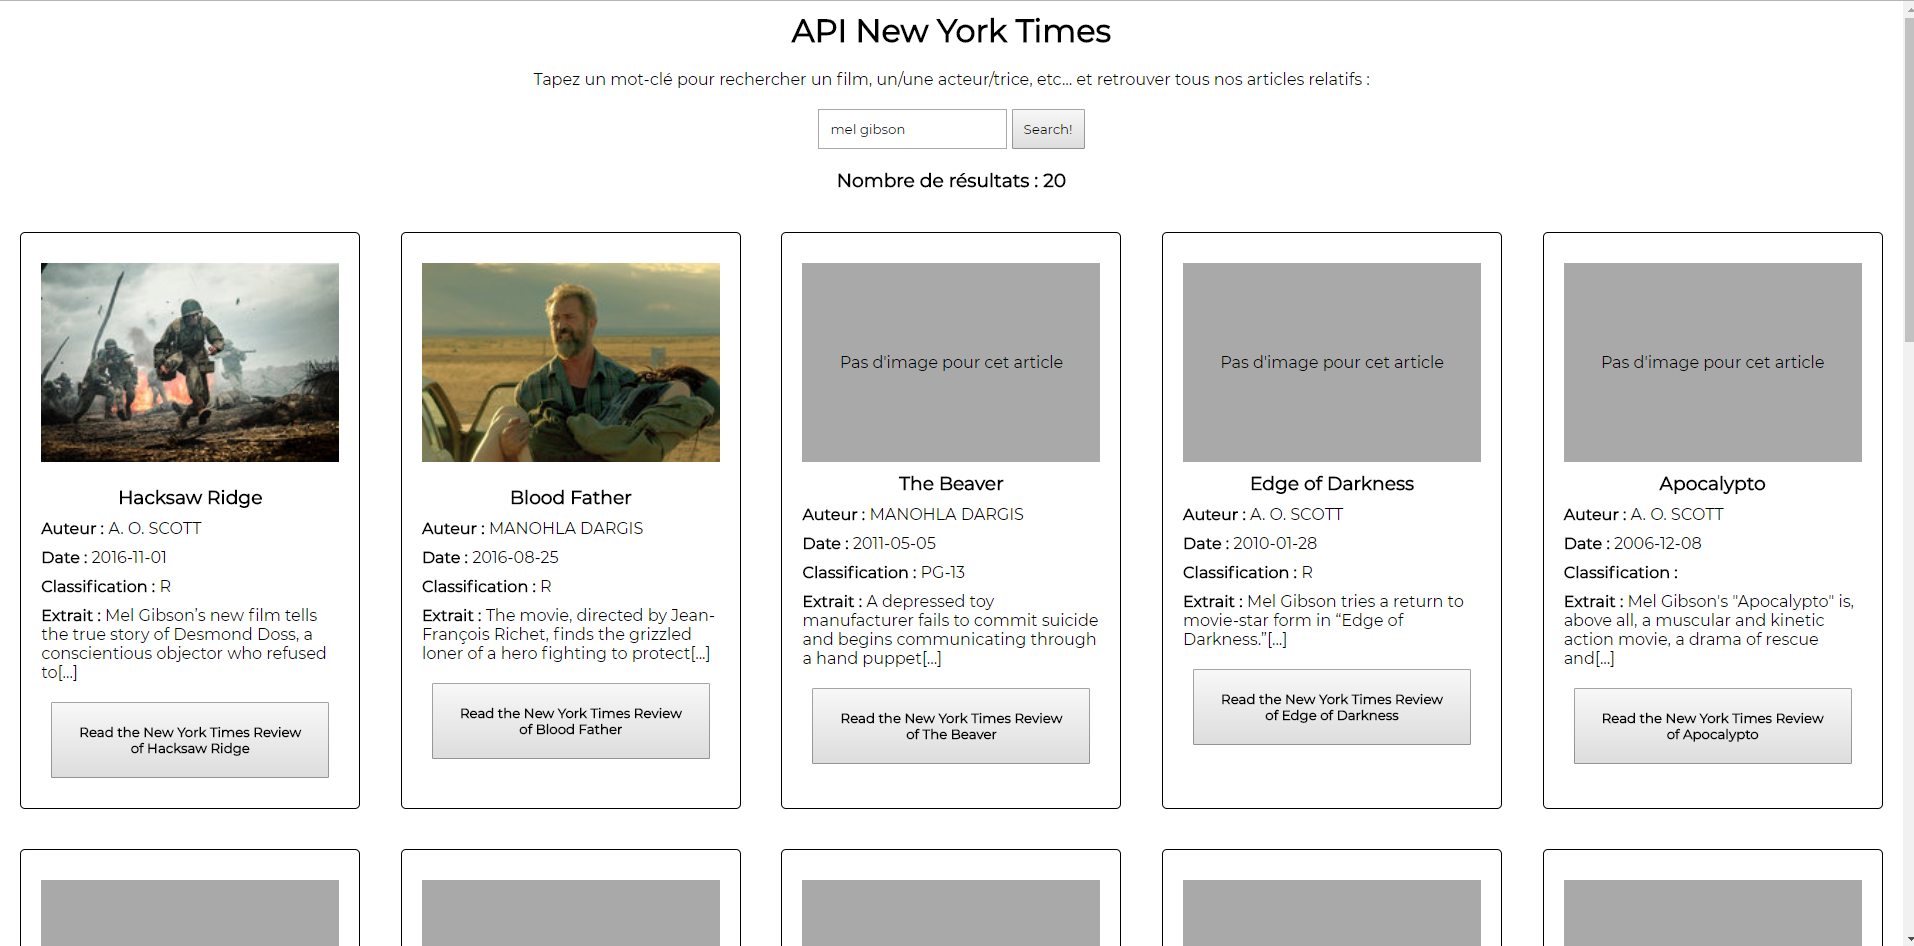 API New York Times
Tapez un mot-clé pour rechercher un film, un/une acteur/trice, etc... et retrouver tous nos articles relatifs :
mel gibson
Search!
Nombre de résultats : 20
Hacksaw Ridge
Auteur : A. O. SCOTT
Date : 2016-11-01
Classification : R
Extrait : Mel Gibson’s new film tells
the true story of Desmond Doss, a
conscientious objector who refused
to[...]
Read the New York Times Review
of Hacksaw Ridge
Blood Father
Auteur : MANOHLA DARGIS
Date : 2016-08-25
Classification : R
Extrait : The movie, directed by Jean-
François Richet, finds the grizzled
loner of a hero fighting to protect[...]
Read the New York Times Review
of Blood Father
Pas d'image pour cet article
The Beaver
Auteur : MANOHLA DARGIS
Date : 2011-05-05
Classification : PG-13
Extrait : A depressed toy
manufacturer fails to commit suicide
and begins communicating through
a hand puppet[...]
Read the New York Times Review
of The Beaver
Pas d'image pour cet article
Edge of Darkness
Auteur : A. O. SCOTT
Date : 2010-01-28
Classification : R
Extrait : Mel Gibson tries a return to
movie-star form in “Edge of
Darkness.”[...]
Read the New York Times Review
of Edge of Darkness
Pas d'image pour cet article
Apocalypto
Auteur : A. O. SCOTT
Date : 2006-12-08
Classification :
Extrait : Mel Gibson's "Apocalypto" is,
above all, a muscular and kinetic
action movie, a drama of rescue
and[...]
Read the New York Times Review
of Apocalypto